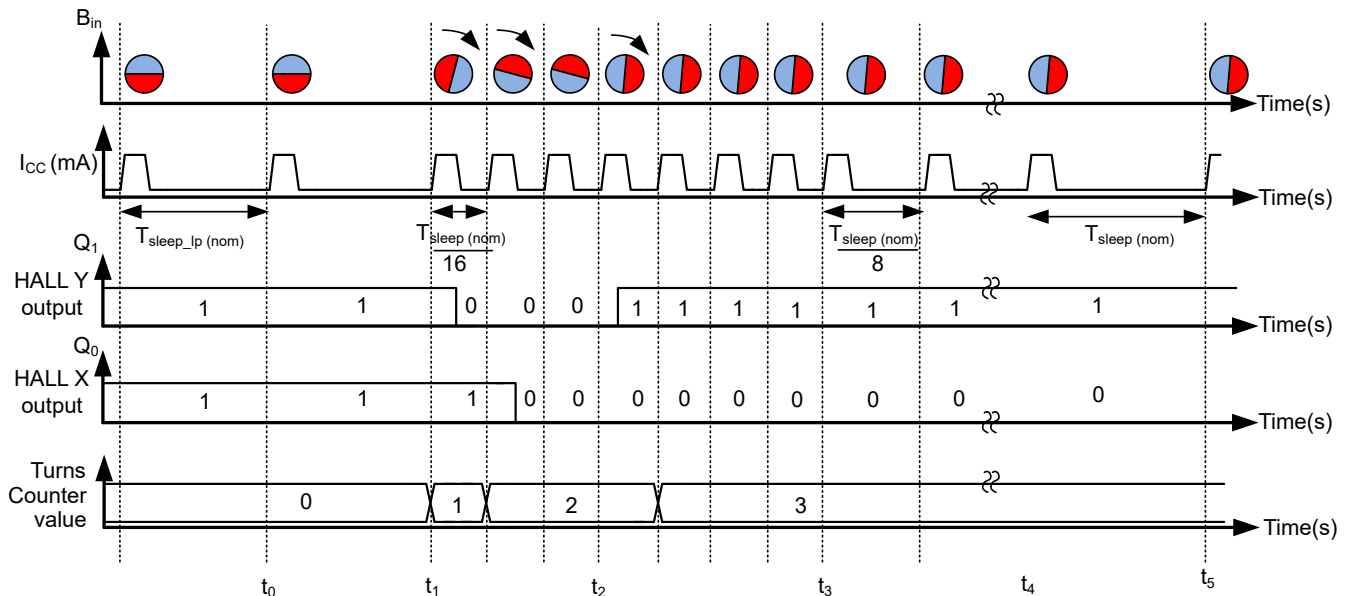 B_in
Time(s)
I_CC (mA)
Time(s)
T_sleep_lp (nom)
T_sleep (nom)
16
T_sleep (nom)
8
T_sleep (nom)
Q_1
HALL Y
output
1 1 0 0 0 1 1 1 1 1 1 1
Time(s)
Q_0
HALL X
output
1 1 1 0 0 0 0 0 0 0 0 0
Time(s)
Turns
Counter
value
0 1 2 3
Time(s)
t_0 t_1 t_2 t_3 t_4 t_5